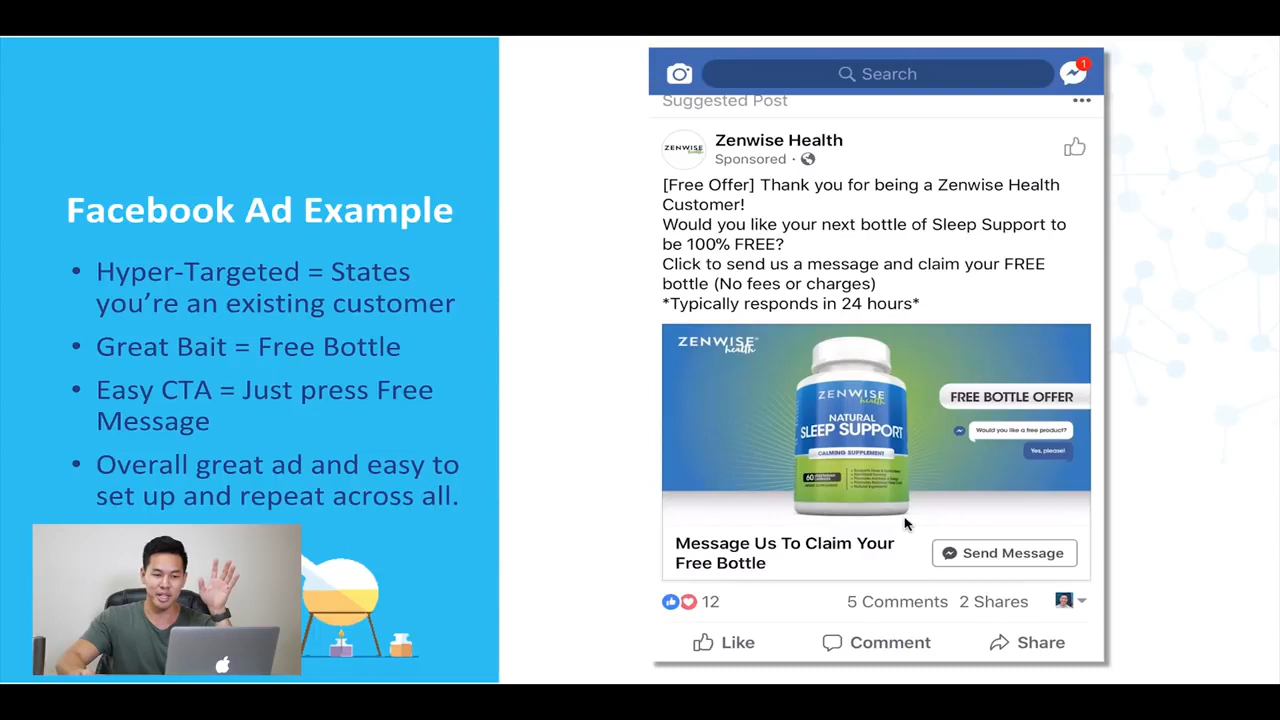 Facebook Ad Example
• Hyper-Targeted = States
you’re an existing customer
• Great Bait = Free Bottle
• Easy CTA = Just press Free
Message
• Overall great ad and easy to
set up and repeat across all.
Search
1
Suggested Post
ZENWISE
health
Zenwise Health
Sponsored ·
[Free Offer] Thank you for being a Zenwise Health
Customer!
Would you like your next bottle of Sleep Support to
be 100% FREE?
Click to send us a message and claim your FREE
bottle (No fees or charges)
*Typically responds in 24 hours*
ZENWISE
health
ZENWISE
health
NATURAL
SLEEP SUPPORT
CALMING SUPPLEMENT
60
FREE BOTTLE OFFER
Would you like a free product?
Yes, please!
Message Us To Claim Your
Free Bottle
Send Message
12
5 Comments 2 Shares
Like
Comment
Share